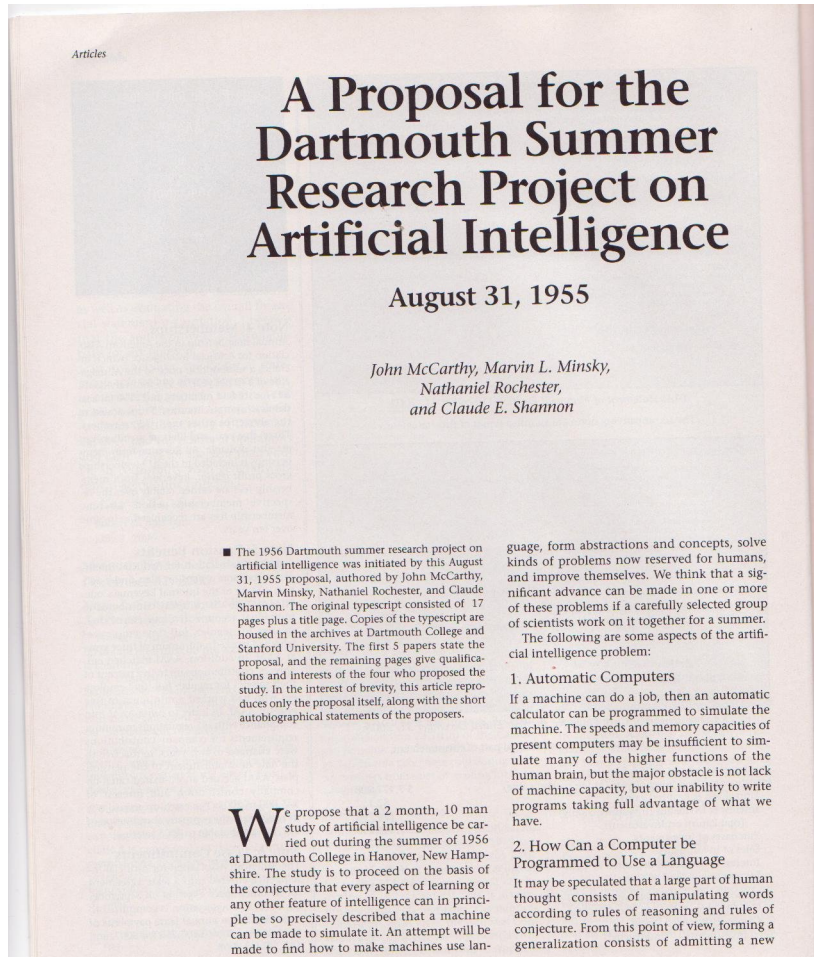 Articles
A Proposal for the
Dartmouth Summer
Research Project on
Artificial Intelligence
August 31, 1955
John McCarthy, Marvin L. Minsky,
Nathaniel Rochester,
and Claude E. Shannon
■ The 1956 Dartmouth summer research project on
artificial intelligence was initiated by this August
31, 1955 proposal, authored by John McCarthy,
Marvin Minsky, Nathaniel Rochester, and Claude
Shannon. The original typescript consisted of 17
pages plus a title page. Copies of the typescript are
housed in the archives at Dartmouth College and
Stanford University. The first 5 papers state the
proposal, and the remaining pages give qualifica-
tions and interests of the four who proposed the
study. In the interest of brevity, this article repro-
duces only the proposal itself, along with the short
autobiographical statements of the proposers.
We propose that a 2 month, 10 man
study of artificial intelligence be car-
ried out during the summer of 1956
at Dartmouth College in Hanover, New Hamp-
shire. The study is to proceed on the basis of
the conjecture that every aspect of learning or
any other feature of intelligence can in princi-
ple be so precisely described that a machine
can be made to simulate it. An attempt will be
made to find how to make machines use lan-
guage, form abstractions and concepts, solve
kinds of problems now reserved for humans,
and improve themselves. We think that a sig-
nificant advance can be made in one or more
of these problems if a carefully selected group
of scientists work on it together for a summer.
The following are some aspects of the artifi-
cial intelligence problem:
1. Automatic Computers
If a machine can do a job, then an automatic
calculator can be programmed to simulate the
machine. The speeds and memory capacities of
present computers may be insufficient to sim-
ulate many of the higher functions of the
human brain, but the major obstacle is not lack
of machine capacity, but our inability to write
programs taking full advantage of what we
have.
2. How Can a Computer be
Programmed to Use a Language
It may be speculated that a large part of human
thought consists of manipulating words
according to rules of reasoning and rules of
conjecture. From this point of view, forming a
generalization consists of admitting a new